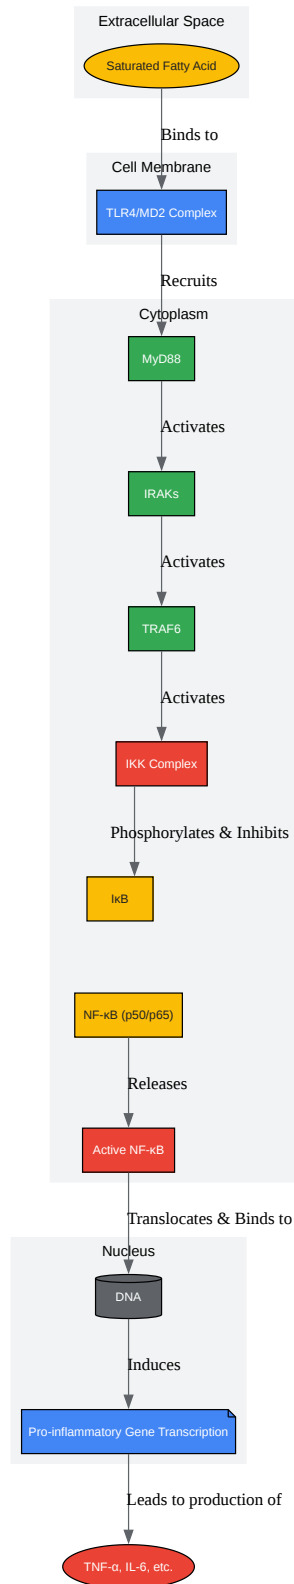 Extracellular Space
Saturated Fatty Acid
Binds to
Cell Membrane
TLR4/MD2 Complex
Recruits
Cytoplasm
MyD88
Activates
IRAKs
Activates
TRAF6
Activates
IKK Complex
Phosphorylates & Inhibits
IκB
NF-κB (p50/p65)
Releases
Active NF-κB
Translocates & Binds to
Nucleus
DNA
Induces
Pro-inflammatory Gene Transcription
Leads to production of
TNF-α, IL-6, etc.